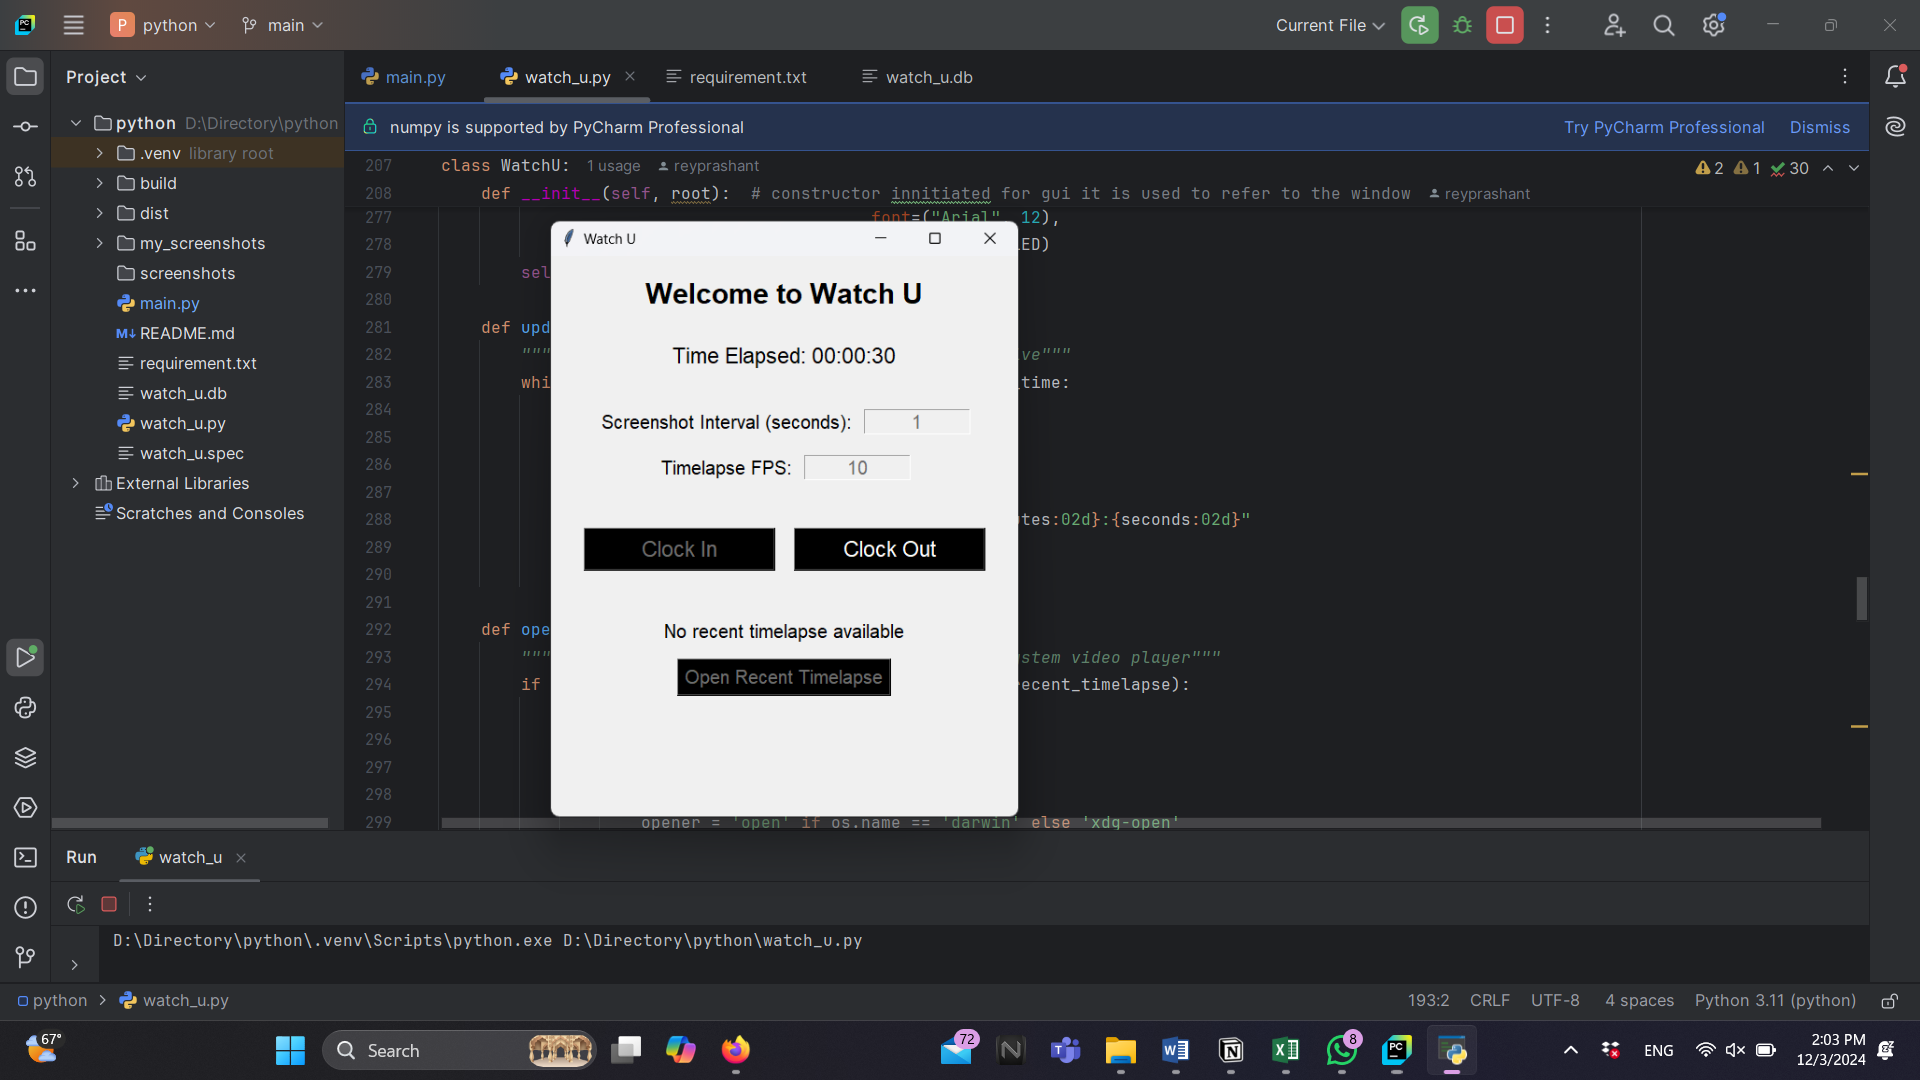 P python main
Current File
Project
main.py
watch_u.py
requirement.txt
watch_u.db
python D:\Directory\python
.venv library root
build
dist
my_screenshots
screenshots
main.py
README.md
requirement.txt
watch_u.db
watch_u.py
watch_u.spec
External Libraries
Scratches and Consoles
numpy is supported by PyCharm Professional
Try PyCharm Professional
Dismiss
2 1 30
207 class WatchU: 1 usage reyprashant
208 def __init__(self, root): # constructor innitiated for gui it is used to refer to the window reyprashant
277 font=("Arial", 12),
278 ED)
279 sel
280
281 def upd
282 """ ve"""
283 whi time:
284
285
286
287
288 tes:02d}:{seconds:02d}"
289
290
291
292 def ope
293 """ stem video player"""
294 if recent_timelapse):
295
296
297
298
299 opener = 'open' if os.name == 'darwin' else 'xdg-open'
Watch U
Welcome to Watch U
Time Elapsed: 00:00:30
Screenshot Interval (seconds): 1
Timelapse FPS: 10
Clock In
Clock Out
No recent timelapse available
Open Recent Timelapse
Run
watch_u
D:\Directory\python\.venv\Scripts\python.exe D:\Directory\python\watch_u.py
python
watch_u.py
193:2 CRLF UTF-8 4 spaces Python 3.11 (python)
67°
Search
72
8
ENG
2:03 PM
12/3/2024